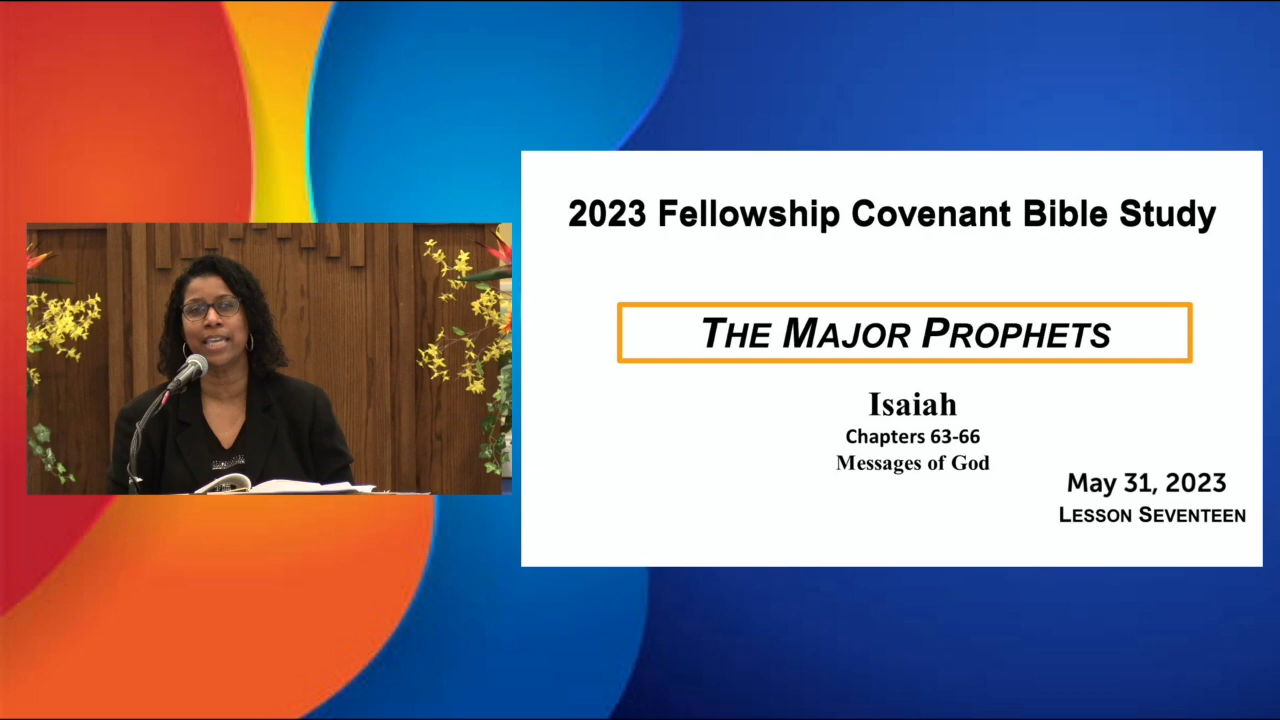 2023 Fellowship Covenant Bible Study
THE MAJOR PROPHETS
Isaiah
Chapters 63-66
Messages of God
May 31, 2023
LESSON SEVENTEEN